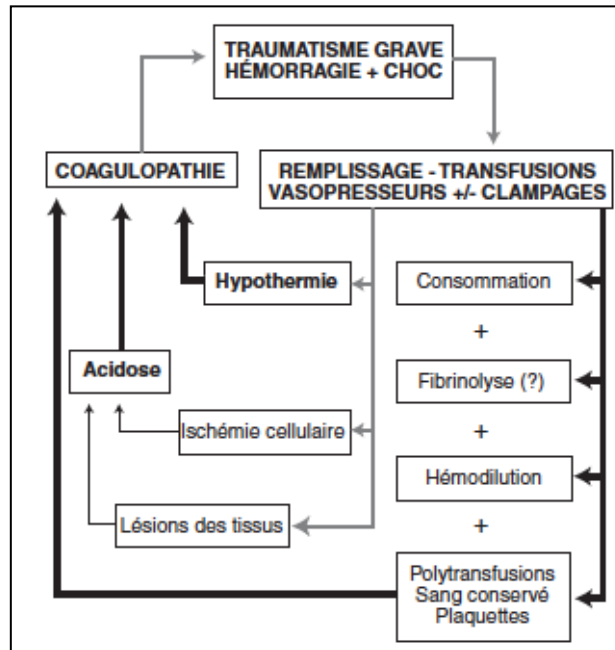 TRAUMATISME GRAVE
HÉMORRAGIE + CHOC
COAGULOPATHIE
REMPLISSAGE - TRANSFUSIONS
VASOPRESSEURS +/- CLAMPAGES
Hypothermie
Consommation
+
Acidose
Fibrinolyse (?)
+
Ischémie cellulaire
Hémodilution
+
Lésions des tissus
Polytransfusions
Sang conservé
Plaquettes